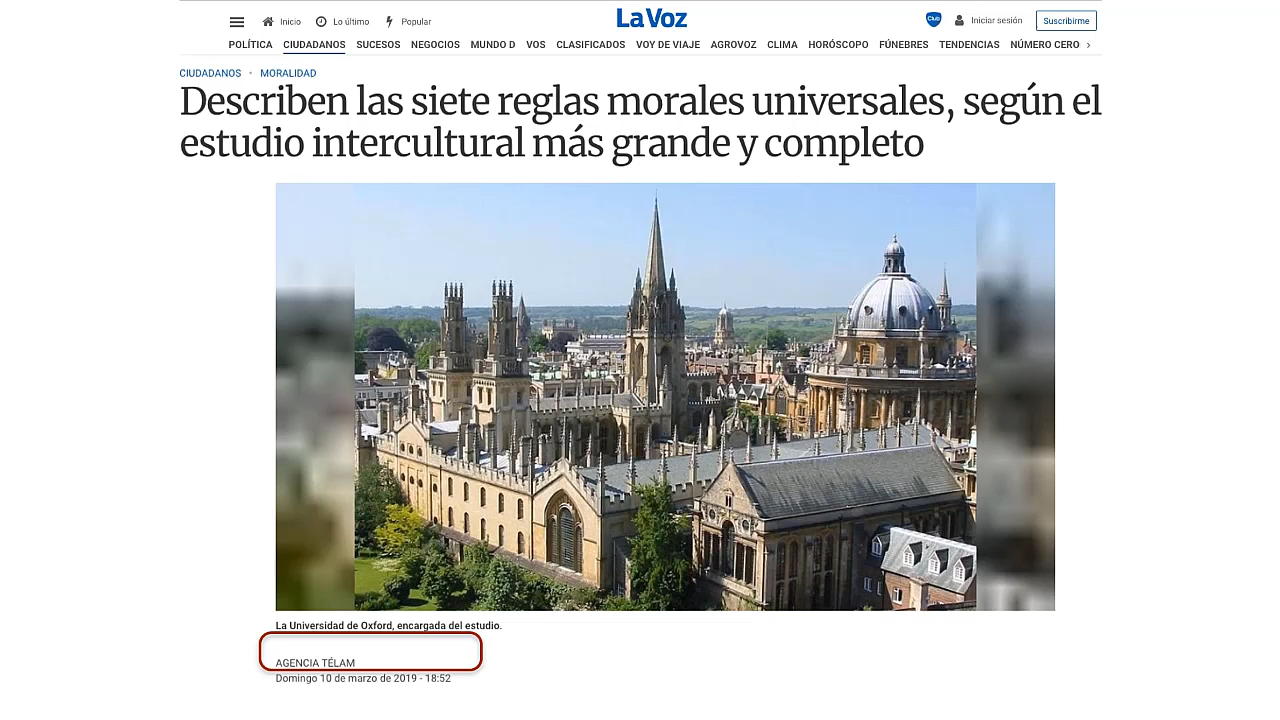 Inicio Lo último Popular
La Voz
Club Iniciar sesión Suscribirme
POLÍTICA CIUDADANOS SUCESOS NEGOCIOS MUNDO D VOS CLASIFICADOS VOY DE VIAJE AGROVOZ CLIMA HORÓSCOPO FÚNEBRES TENDENCIAS NÚMERO CERO
CIUDADANOS • MORALIDAD
Describen las siete reglas morales universales, según el
estudio intercultural más grande y completo
La Universidad de Oxford, encargada del estudio.
AGENCIA TÉLAM
Domingo 10 de marzo de 2019 - 18:52